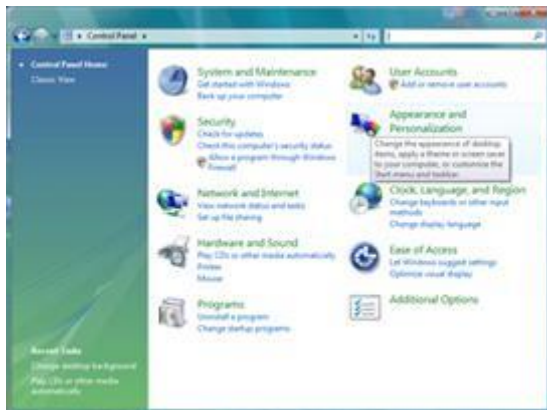 Control Panel
Control Panel Home
Classic View
System and Maintenance
Get started with Windows
Back up your computer
Security
Check for updates
Check this computer's security status
Allow a program through Windows
Firewall
Network and Internet
View network status and tasks
Set up file sharing
Hardware and Sound
Play CDs or other media automatically
Printer
Mouse
Programs
Uninstall a program
Change startup programs
User Accounts
Add or remove user accounts
Appearance and
Personalization
Change the appearance of desktop
items, apply a theme or screen saver
to your computer, or customize the
Start menu and taskbar.
Clock, Language, and Region
Change keyboards or other input
methods
Change display language
Ease of Access
Let Windows suggest settings
Optimize visual display
Additional Options
Recent Tasks
Change desktop background
Play CDs or other media
automatically